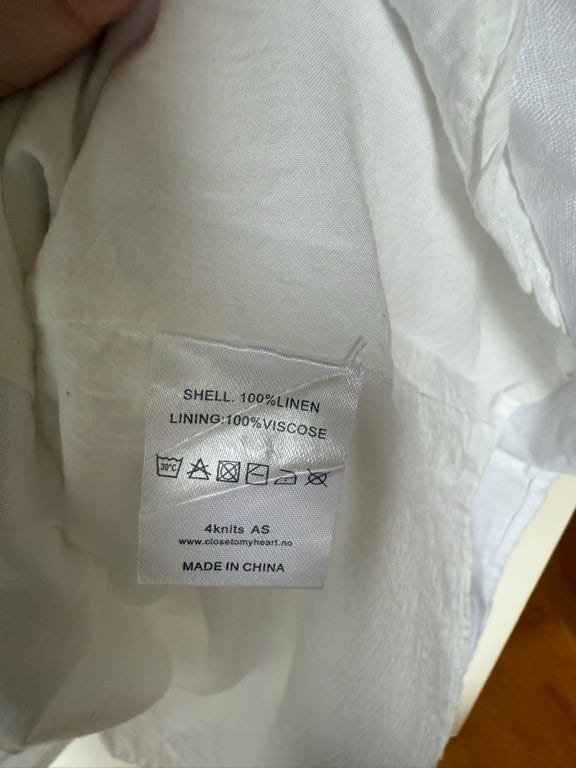 SHELL. 100%LINEN
LINING:100%VISCOSE
30°C
4knits AS
www.closetomyheart.no
MADE IN CHINA